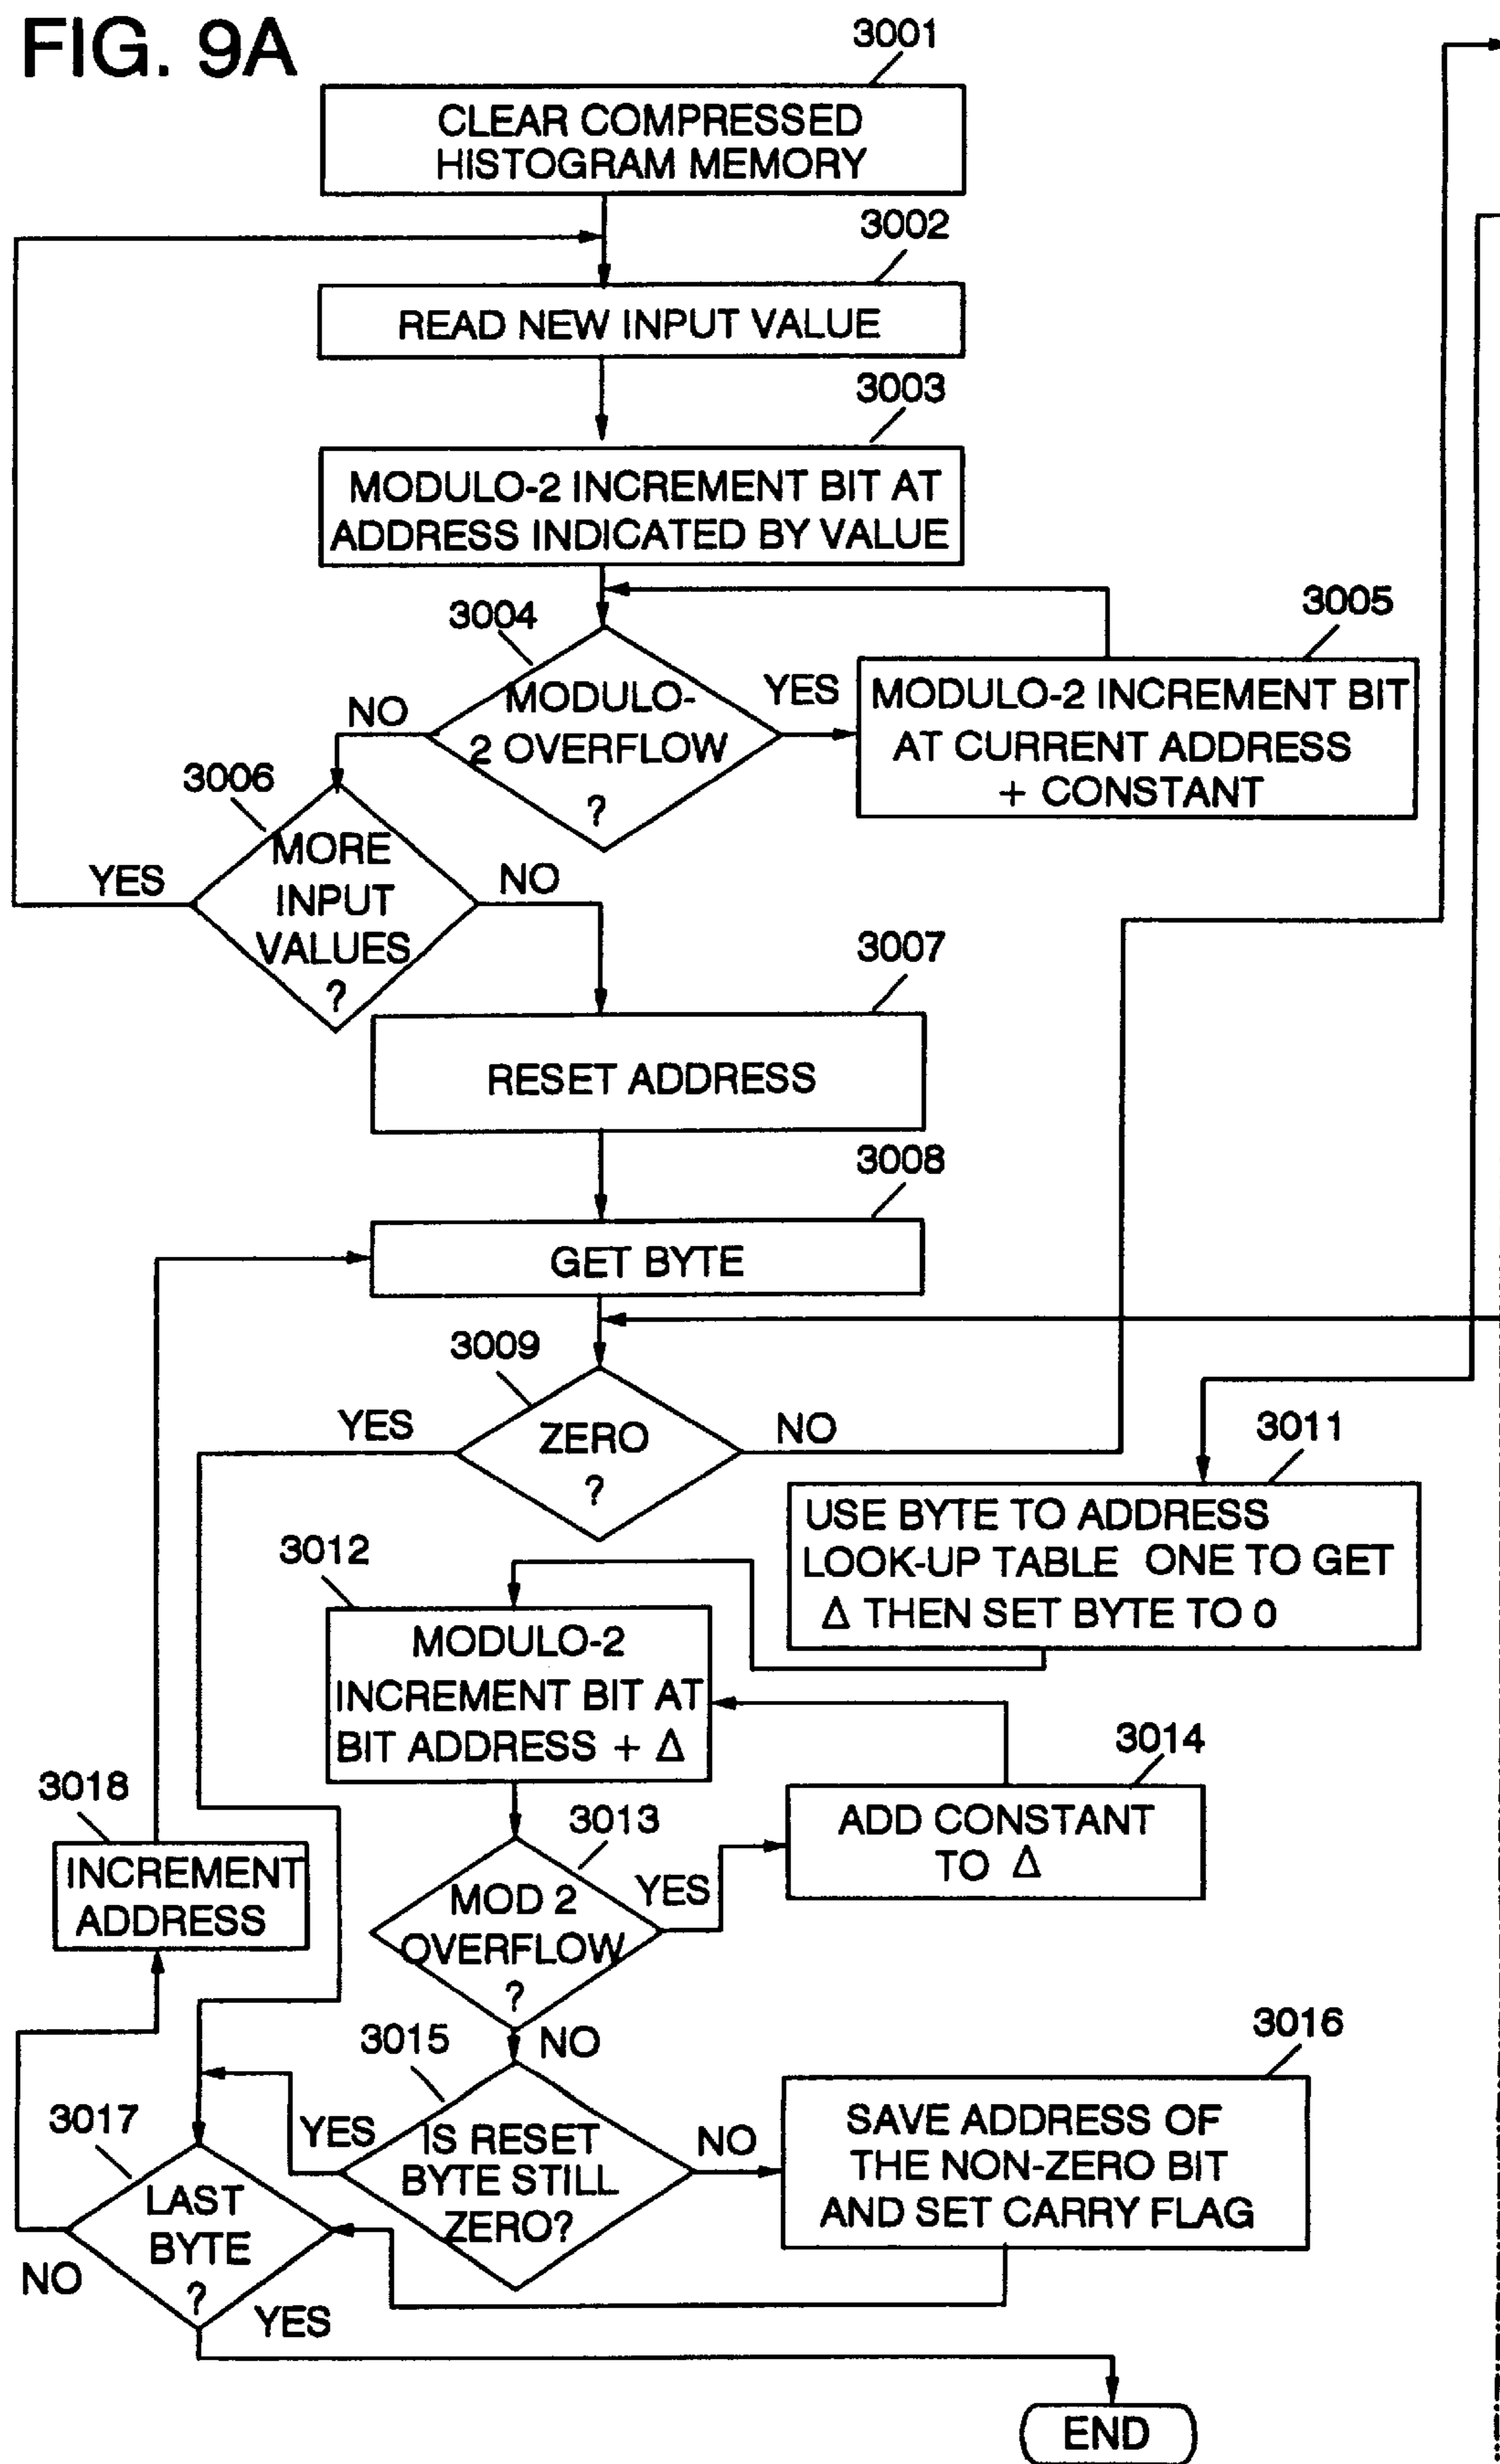 FIG. 9A
3001
CLEAR COMPRESSED
HISTOGRAM MEMORY
3002
READ NEW INPUT VALUE
3003
MODULO-2 INCREMENT BIT AT
ADDRESS INDICATED BY VALUE
3004
MODULO-
2 OVERFLOW
?
NO
YES
3005
MODULO-2 INCREMENT BIT
AT CURRENT ADDRESS
+ CONSTANT
3006
MORE
INPUT
VALUES
?
YES
NO
3007
RESET ADDRESS
3008
GET BYTE
3009
ZERO
?
YES
NO
3011
USE BYTE TO ADDRESS
LOOK-UP TABLE ONE TO GET
Δ THEN SET BYTE TO 0
3012
MODULO-2
INCREMENT BIT AT
BIT ADDRESS + Δ
3013
MOD 2
OVERFLOW
?
YES
NO
3014
ADD CONSTANT
TO Δ
3018
INCREMENT
ADDRESS
3015
IS RESET
BYTE STILL
ZERO?
YES
NO
3016
SAVE ADDRESS OF
THE NON-ZERO BIT
AND SET CARRY FLAG
3017
LAST
BYTE
?
NO
YES
END